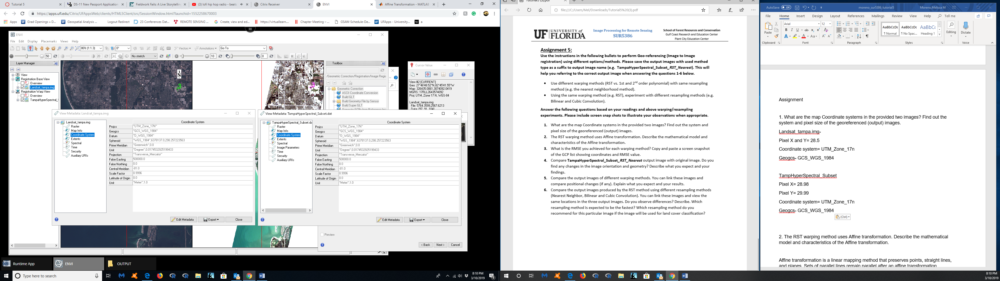 Tutorial 5
DS-11 New Passport Application
Fieldwork Fails: A Live Storytellin
(3) lofi hip hop radio - beats
Citrix Receiver
ENVI
Affine Transformation - MATLAB
https://apps.ufl.edu/Citrix/UFAppsWeb/clients/HTML5Client/src/SessionWindow.html?launchid=1552258670003
Apps
Grad Openings » D...
Geospatial Analysis ...
Logout Redirect
23 Conferences Dat...
REMOTE SENSING ...
Create, view and ed...
https://virtuallearn....
Chapter Meeting – ...
GSAW-Schedule-De...
UFApps - University...
a
ENVI
File Edit Display Placemarks Views Help
80% (1:1.3)
0°
Vectors
Annotations
Go To
50
20
No stretch
10
0
Layer Manager
View
Registration Base View
Overview
Landsat_tampa.img
Registration Warp View
Overview
TampaHyperSpectral_S
N
3
N
3
Toolbox
/Geometric Correction/Registration/Image Regis
Geometric Correction
ASCII Coordinate Conversion
Build GLT
Build Geometry File by Sensor
Build Super GLT
Cursor Value
View #2 [CURRENT]
Geo: 27°46'48.52"N,82°45'41.55"W
Map: 326435.0061,3074092.0419
MGRS: 17RLL2643574092
Proj: UTM, Zone 17 N, WGS-84
Landsat_tampa.img
File: 5764.3599,2567.6213
Data: [97, 91, 104]
View Metadata: Landsat_tampa.img
Landsat_tampa.img
Raster
Map Info
Coordinate System
Extents
Spectral
Time
Security
Auxiliary URIs
Coordinate System
Projcs "UTM_Zone_17N"
Geogcs "GCS_WGS_1984"
Datum "D_WGS_1984"
Spheroid "WGS_1984",6378137.0,298.257223563
Prime Meridian "Greenwich",0.0
Unit "Degree",0.0174532925199433
Projection "Transverse_Mercator"
False Easting 500000.0
False Northing 0.0
Central Meridian -81.0
Scale Factor 0.9996
Latitude of Origin 0.0
Unit "Meter",1.0
Edit Metadata
Export
Close
View Metadata: TampaHyperSpectral_Subset.dat
TampaHyperSpectral_Subset.da
Raster
Map Info
Coordinate System
Extents
Spectral
Image Parameters
Time
Security
Auxiliary URIs
Coordinate System
Projcs "UTM_Zone_17N"
Geogcs "GCS_WGS_1984"
Datum "D_WGS_1984"
Spheroid "WGS_1984",6378137.0,298.257223563
Prime Meridian "Greenwich",0.0
Unit "Degree",0.0174532925199433
Projection "Transverse_Mercator"
False Easting 500000.0
False Northing 0.0
Central Meridian -81.0
Scale Factor 0.9996
Latitude of Origin 0.0
Unit "Meter",1.0
Edit Metadata
Export
Close
Preview
< Back
Next >
Cancel
Runtime App
ENVI
OUTPUT
Type here to search
8:10 PM
3/10/2019
Tutorial5 (3).pdf
file:///C:/Users/Mel/Downloads/Tutorial5%20(3).pdf
UF UNIVERSITY of FLORIDA
Image Processing for Remote Sensing
SUR5386
School of Forest Resources and Conservation
Gulf Coast Research and Education Center
Plant City Education Center
Assignment 5:
Use the instructions in the following bullets to perform Geo-referencing (Image to Image
registration) using different options/methods. Please save the output images with used method
type as a suffix to output image name (e.g. TampaHyperSpectral_Subset_RST_Nearest). This will
help you referring to the correct output image when answering the questions 1-6 below.
• Use different warping methods (RST vs. 1st and 2nd order polynomial) with same resampling
method (e.g. the nearest neighborhood method).
• Using the same warping method (e.g. RST), experiment with different resampling methods (e.g.
Bilinear and Cubic Convolution).
Answer the following questions based on your readings and above warping/resampling
experiments. Please include screen snap shots to illustrate your observations when appropriate.
1. What are the map Coordinate systems in the provided two images? Find out the system and
pixel size of the georeferenced (output) images.
2. The RST warping method uses Affine transformation. Describe the mathematical model and
characteristics of the Affine transformation.
3. What is the RMSE you achieved for each warping method? Copy and paste a screen snapshot
of the GCP list showing coordinates and RMSE value.
4. Compare TampaHyperSpectral_Subset_RST_Nearest output image with original image. Do you
find any changes in the image orientation and geometry? Describe what you expect and your
findings.
5. Compare the output images of different warping methods. You can link these images and
compare positional changes (if any). Explain what you expect and your results.
6. Compare the output images produced by the RST method using different resampling methods
(Nearest Neighbor, Bilinear and Cubic Convolution). You can link these images and view the
same locations in the three output images. Do you observe differences? Describe. Which
resampling method is expected to be the fastest? Which resampling method do you
recommend for this particular image if the image will be used for land cover classification?
AutoSave Off
moreno_sur5386_tutorial5
Moreno,Melissa M
File Home Insert Design Layout References Mailings Review View Help Tell me
Paste
Arial
12
B I U ab x₂ x²
AaBbCcDc
¶ Normal
AaBbCcDc
¶ No Spac...
AaBbC
Heading 1
Editing
Dictate
Clipboard
Font
Paragraph
Styles
Voice
Assignment
1. What are the map Coordinate systems in the provided two images? Find out the
system and pixel size of the georeferenced (output) images.
Landsat_tampa.img-
Pixel X and Y= 28.5
Coordinate system= UTM_Zone_17n
Geogcs- GCS_WGS_1984
TampHyperSpectral_Subset
Pixel X= 28.98
Pixel Y= 29.99
Coordinate system= UTM_Zone_17n
Geogcs- GCS_WGS_1984
(Ctrl)
2. The RST warping method uses Affine transformation. Describe the mathematical
model and characteristics of the Affine transformation.
Affine transformation is a linear mapping method that preserves points, straight lines,
and planes. Sets of parallel lines remain parallel after an affine transformation.
8:10 PM
3/10/2019